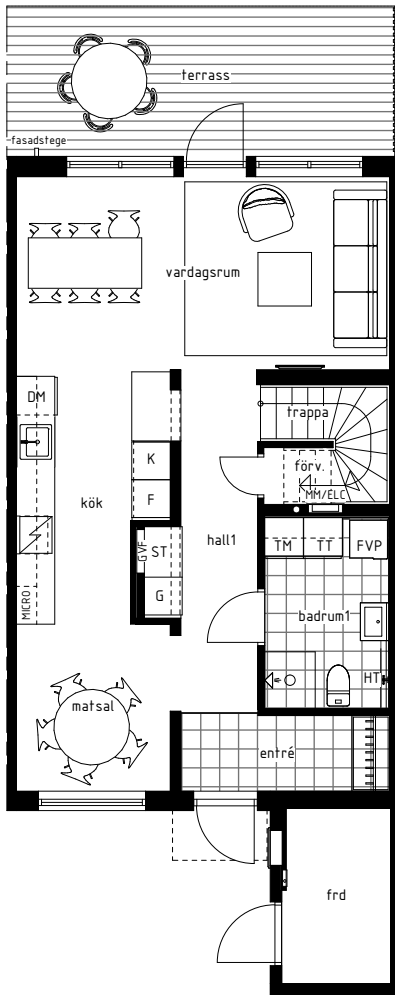 terrass
fasadstege
vardagsrum
DM
trappa
K
förv.
F
kök
MM/ELC
hall1
GVF
ST
TM
TT
FVP
G
MICRO
badrum1
HT
matsal
entré
frd